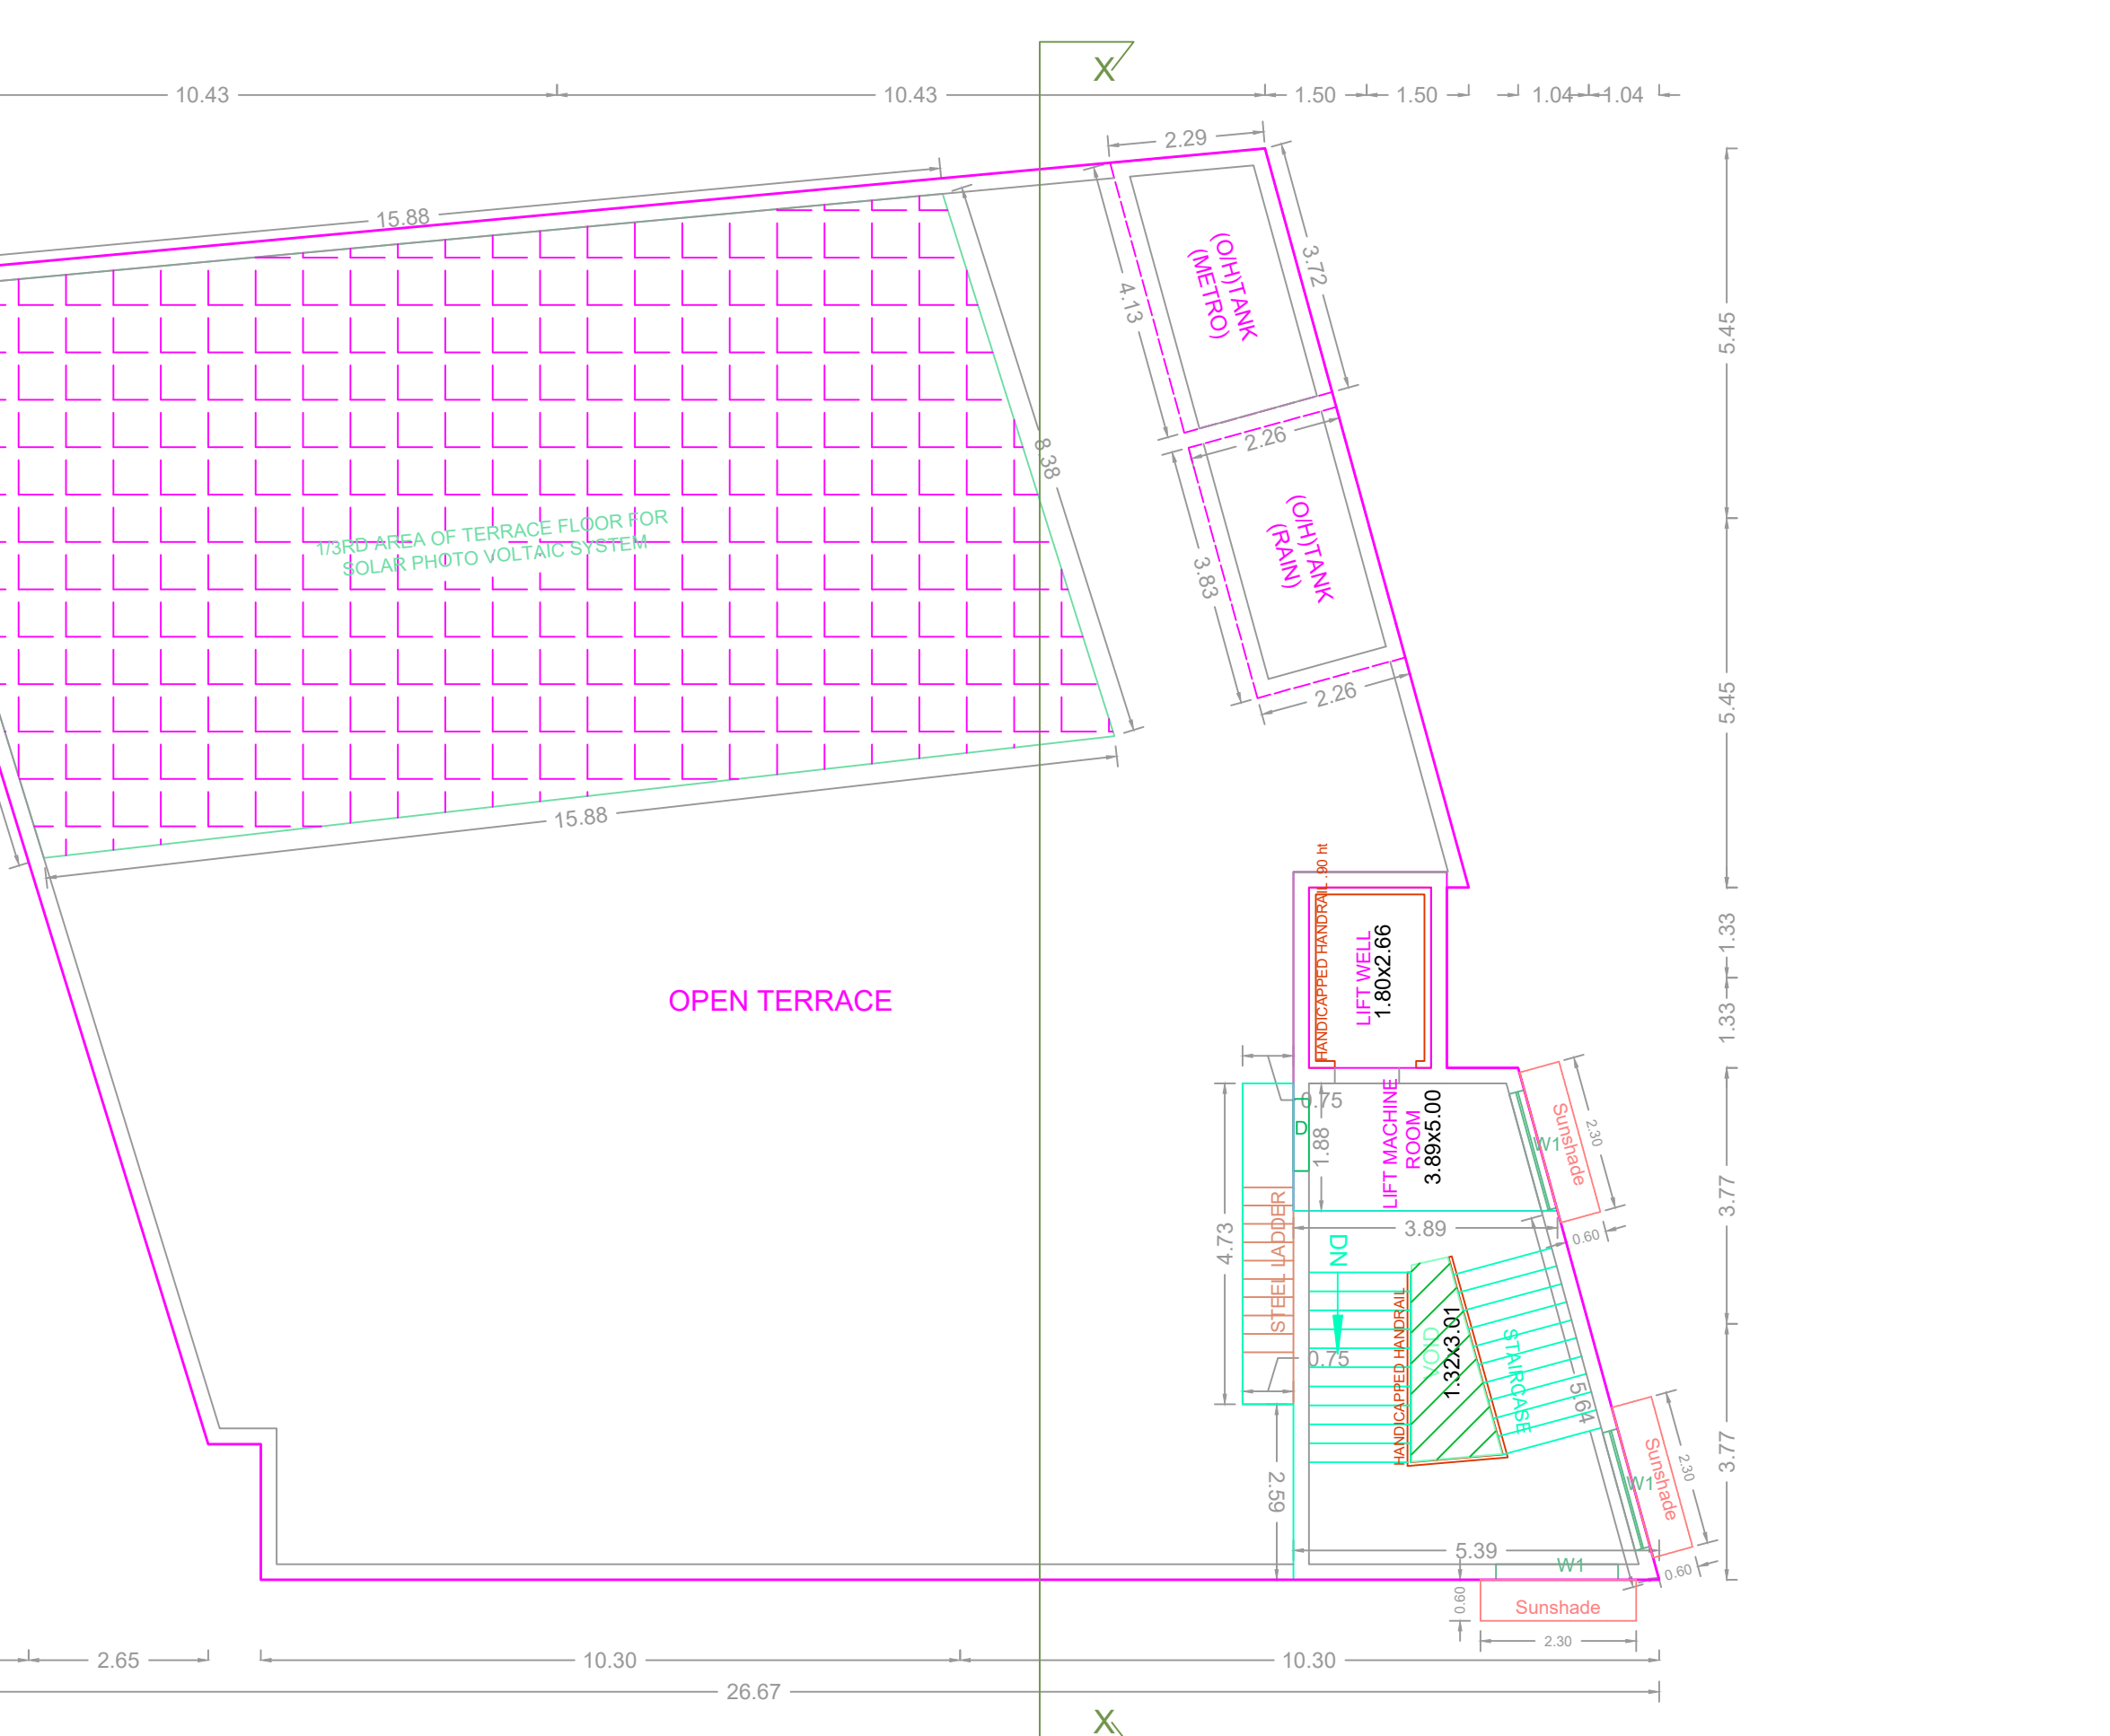 X
10.43
10.43
1.50
1.50
1.04
1.04
2.29
15.88
3.72
(O/H)TANK
(METRO)
4.13
5.45
2.26
8.38
1/3RD AREA OF TERRACE FLOOR FOR
SOLAR PHOTO VOLTAIC SYSTEM
(O/H)TANK
(RAIN)
3.83
2.26
5.45
15.88
HANDICAPPED HANDRAIL .90 ht
LIFT WELL
1.80x2.66
1.33
OPEN TERRACE
1.33
0.75
D
1.88
LIFT MACHINE
ROOM
3.89x5.00
W1
Sunshade
2.30
3.77
4.73
STEEL LADDER
DN
3.89
0.60
0.75
HANDICAPPED HANDRAIL
VOID
1.32x3.01
STAIRCASE
5.64
3.77
2.59
W1
Sunshade
2.30
5.39
W1
0.60
0.60
Sunshade
2.30
2.65
10.30
10.30
26.67
X